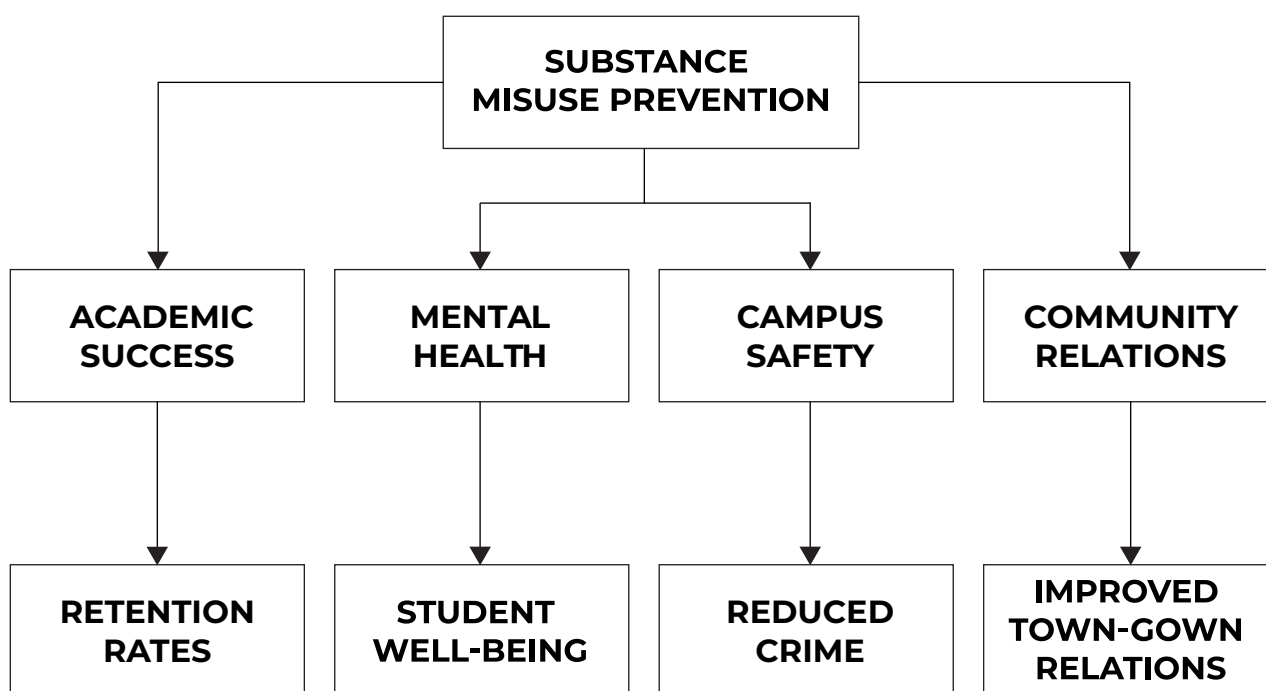 SUBSTANCE
MISUSE PREVENTION
ACADEMIC
SUCCESS
MENTAL
HEALTH
CAMPUS
SAFETY
COMMUNITY
RELATIONS
RETENTION
RATES
STUDENT
WELL-BEING
REDUCED
CRIME
IMPROVED
TOWN-GOWN
RELATIONS